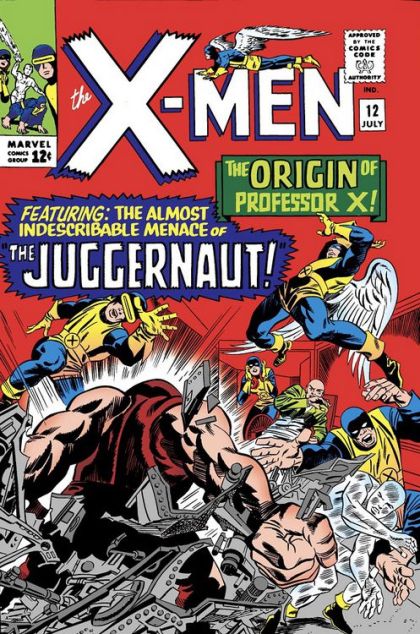 the X-MEN
APPROVED
BY THE
COMICS
CODE
AUTHORITY
MARVEL
COMICS
GROUP 12¢
IND.
12
JULY
THE ORIGIN OF
PROFESSOR X!
FEATURING: THE ALMOST
INDESCRIBABLE MENACE OF
"THE JUGGERNAUT!"